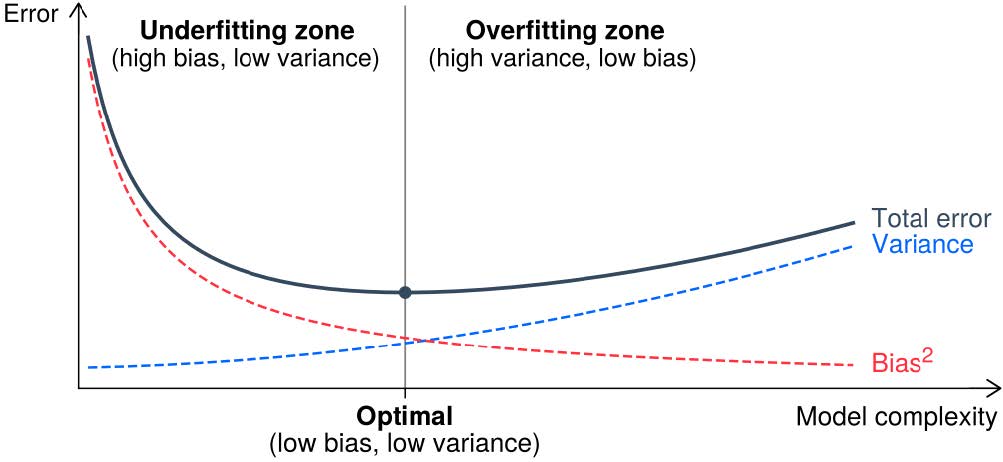 Error
Underfitting zone
(high bias, low variance)
Overfitting zone
(high variance, low bias)
Total error
Variance
Bias²
Optimal
(low bias, low variance)
Model complexity